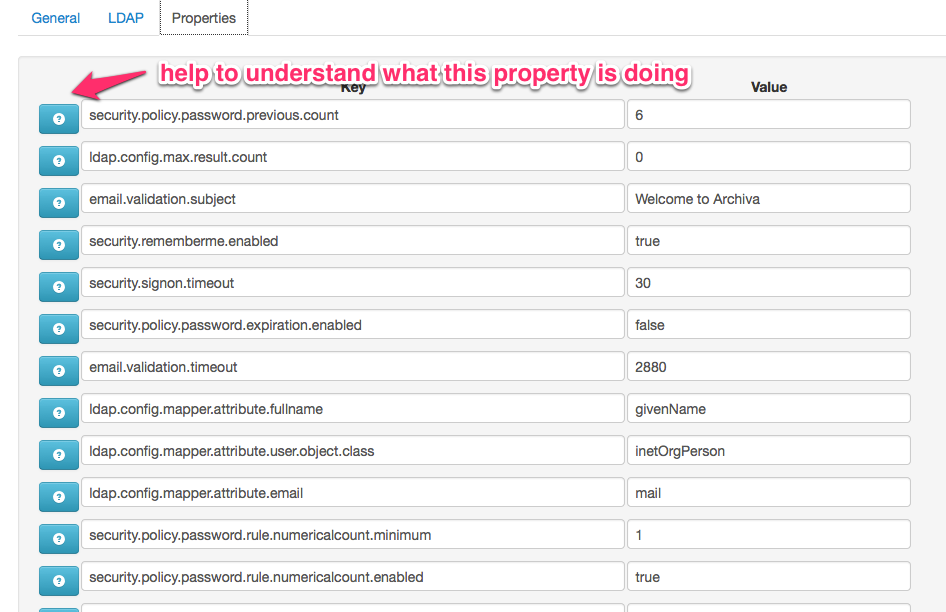 General LDAP Properties
help to understand what this property is doing
Key Value
security.policy.password.previous.count 6
ldap.config.max.result.count 0
email.validation.subject Welcome to Archiva
security.rememberme.enabled true
security.signon.timeout 30
security.policy.password.expiration.enabled false
email.validation.timeout 2880
ldap.config.mapper.attribute.fullname givenName
ldap.config.mapper.attribute.user.object.class inetOrgPerson
ldap.config.mapper.attribute.email mail
security.policy.password.rule.numericalcount.minimum 1
security.policy.password.rule.numericalcount.enabled true